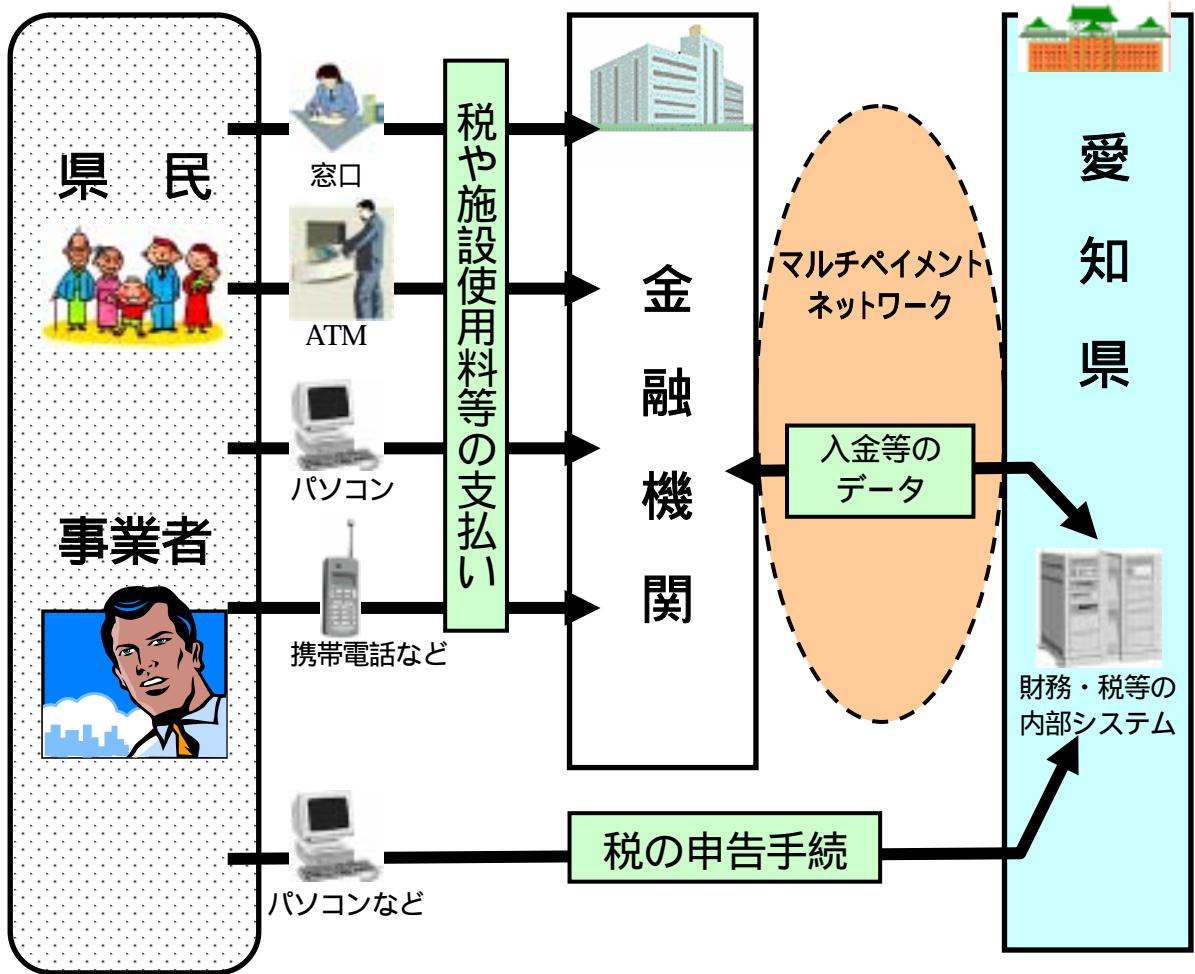 県 民
事業者
窓口
ATM
パソコン
携帯電話など
パソコンなど
税や施設使用料等の支払い
金融機関
マルチペイメント
ネットワーク
入金等の
データ
愛知県
財務・税等の
内部システム
税の申告手続